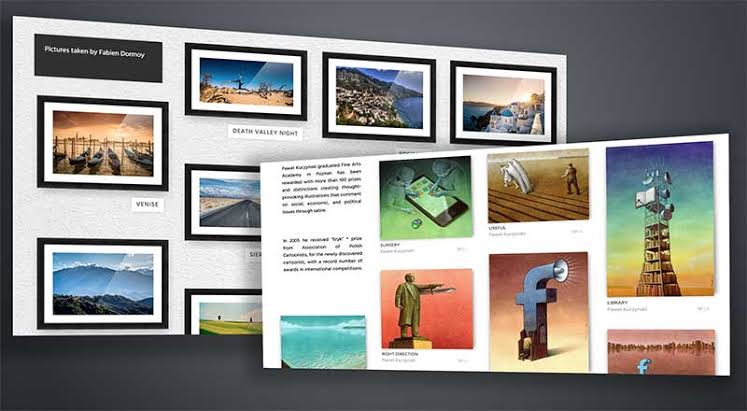 Pictures taken by Fabien Dormoy
DEATH VALLEY NIGHT
VENISE
Pawel Kuczynski graduated Fine Arts
Academy in Poznan has been
rewarded with more than 100 prizes
and distinctions creating thought-
provoking illustrations that comment
on social, economic, and political
issues through satire.
In 2005 he received "Eryk" * prize
from Association of Polish
Cartoonists, for the newly discovered
cartoonist, with a record number of
awards in international competitions.
SURGERY
Pawel Kuczynski
USEFUL
Pawel Kuczynski
RIGHT DIRECTION
Pawel Kuczynski
LIBRARY
Pawel Kuczynski